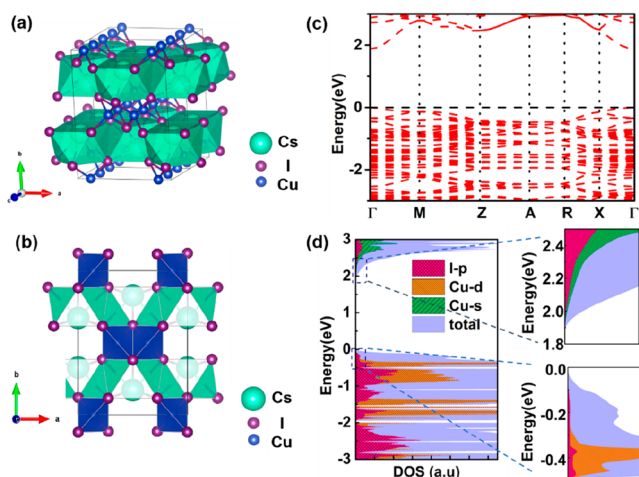 (a)
b
c
a
Cs
I
Cu
(b)
b
a
Cs
I
Cu
(c)
Energy(eV)
2
0
-2
Γ M Z A R X Γ
(d)
Energy(eV)
3
2
1
0
-1
-2
-3
I-p
Cu-d
Cu-s
total
DOS (a.u)
Energy(eV)
2.4
2.2
2.0
1.8
Energy(eV)
0.0
-0.2
-0.4